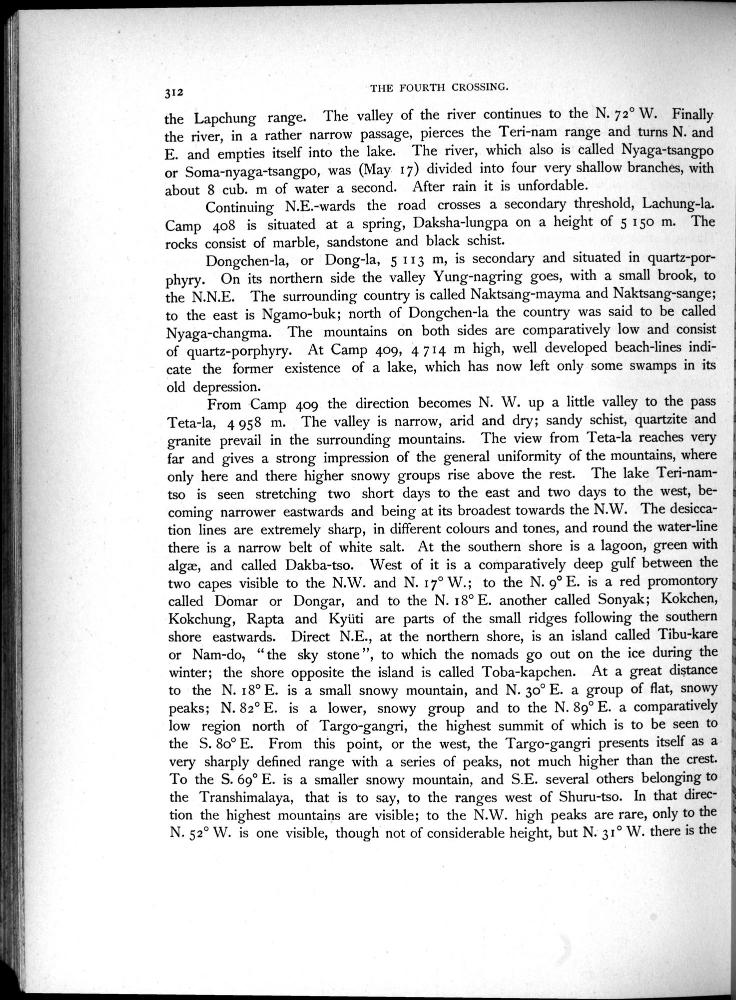 312
THE FOURTH CROSSING.
the Lapchung range. The valley of the river continues to the N. 72° W. Finally
the river, in a rather narrow passage, pierces the Teri-nam range and turns N. and
E. and empties itself into the lake. The river, which also is called Nyaga-tsangpo
or Soma-nyaga-tsangpo, was (May 17) divided into four very shallow branches, with
about 8 cub. m of water a second. After rain it is unfordable.
Continuing N.E.-wards the road crosses a secondary threshold, Lachung-la.
Camp 408 is situated at a spring, Daksha-lungpa on a height of 5 150 m. The
rocks consist of marble, sandstone and black schist.
Dongchen-la, or Dong-la, 5 113 m, is secondary and situated in quartz-por-
phyry. On its northern side the valley Yung-nagring goes, with a small brook, to
the N.N.E. The surrounding country is called Naktsang-mayma and Naktsang-sange;
to the east is Ngamo-buk; north of Dongchen-la the country was said to be called
Nyaga-changma. The mountains on both sides are comparatively low and consist
of quartz-porphyry. At Camp 409, 4 714 m high, well developed beach-lines indi-
cate the former existence of a lake, which has now left only some swamps in its
old depression.
From Camp 409 the direction becomes N. W. up a little valley to the pass
Teta-la, 4 958 m. The valley is narrow, arid and dry; sandy schist, quartzite and
granite prevail in the surrounding mountains. The view from Teta-la reaches very
far and gives a strong impression of the general uniformity of the mountains, where
only here and there higher snowy groups rise above the rest. The lake Teri-nam-
tso is seen stretching two short days to the east and two days to the west, be-
coming narrower eastwards and being at its broadest towards the N.W. The desicca-
tion lines are extremely sharp, in different colours and tones, and round the water-line
there is a narrow belt of white salt. At the southern shore is a lagoon, green with
algæ, and called Dakba-tso. West of it is a comparatively deep gulf between the
two capes visible to the N.W. and N. 17° W.; to the N. 9° E. is a red promontory
called Domar or Dongar, and to the N. 18° E. another called Sonyak; Kokchen,
Kokchung, Rapta and Kyüti are parts of the small ridges following the southern
shore eastwards. Direct N.E., at the northern shore, is an island called Tibu-kare
or Nam-do, "the sky stone", to which the nomads go out on the ice during the
winter; the shore opposite the island is called Toba-kapchen. At a great distance
to the N. 18° E. is a small snowy mountain, and N. 30° E. a group of flat, snowy
peaks; N. 82° E. is a lower, snowy group and to the N. 89° E. a comparatively
low region north of Targo-gangri, the highest summit of which is to be seen to
the S. 80° E. From this point, or the west, the Targo-gangri presents itself as a
very sharply defined range with a series of peaks, not much higher than the crest.
To the S. 69° E. is a smaller snowy mountain, and S.E. several others belonging to
the Transhimalaya, that is to say, to the ranges west of Shuru-tso. In that direc-
tion the highest mountains are visible; to the N.W. high peaks are rare, only to the
N. 52° W. is one visible, though not of considerable height, but N. 31° W. there is the